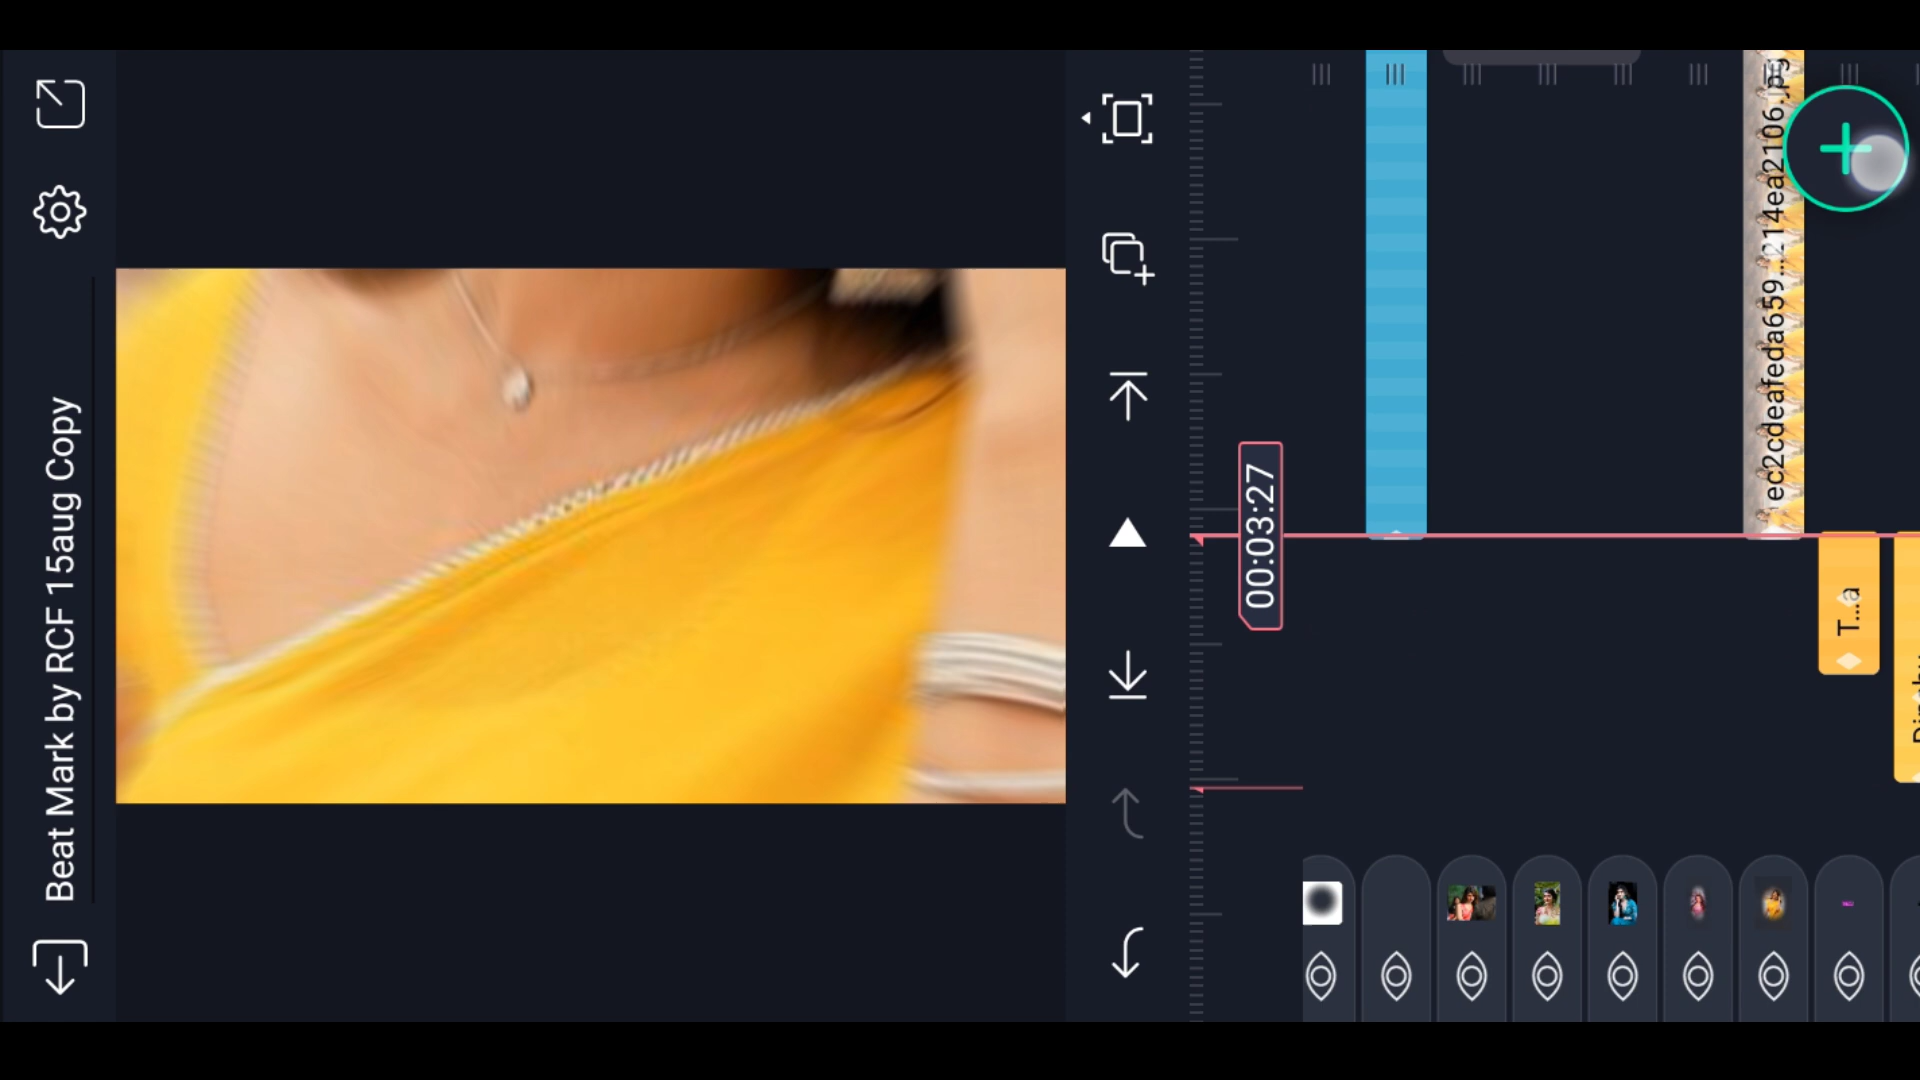 Beat Mark by RCF 15aug Copy
00:03:27
ec2cdeafeda659...214ea2106.jpg
T...a